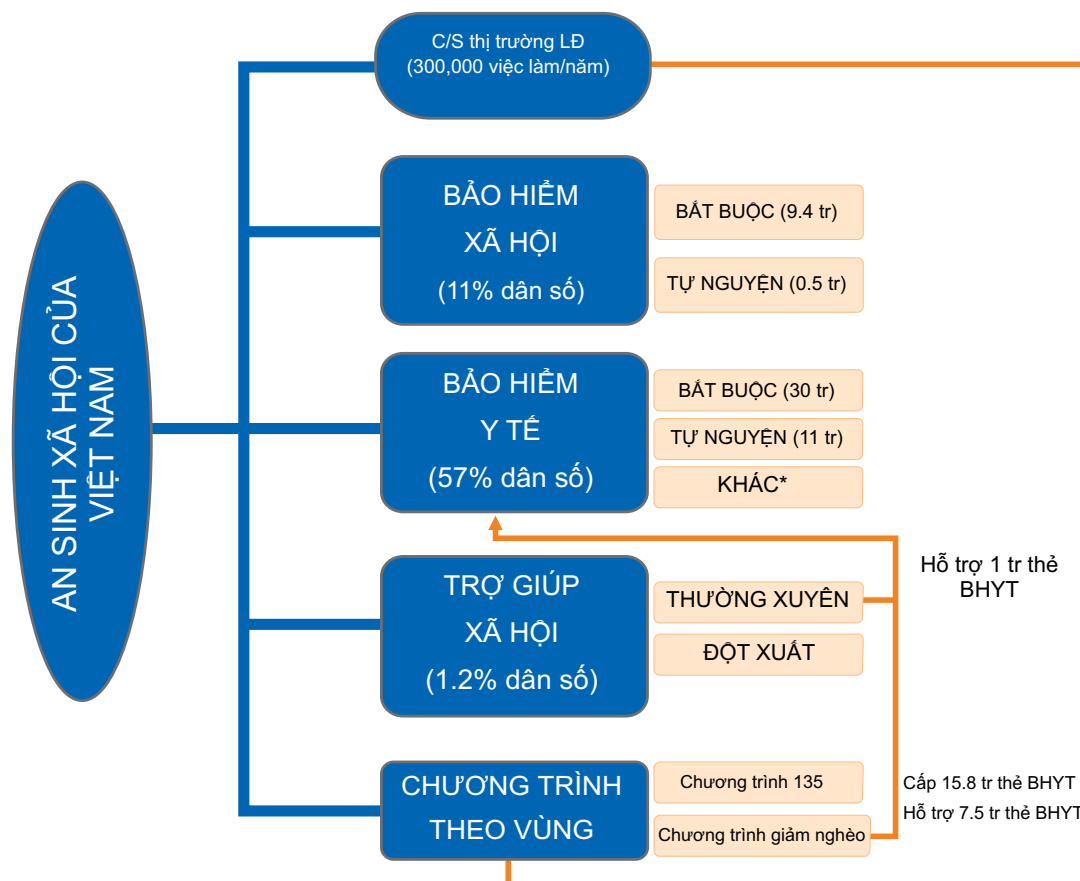 AN SINH XÃ HỘI CỦA
VIỆT NAM
C/S thị trường LĐ
(300,000 việc làm/năm)
BẢO HIỂM
XÃ HỘI
(11% dân số)
BẮT BUỘC (9.4 tr)
TỰ NGUYỆN (0.5 tr)
BẢO HIỂM
Y TẾ
(57% dân số)
BẮT BUỘC (30 tr)
TỰ NGUYỆN (11 tr)
KHÁC*
TRỢ GIÚP
XÃ HỘI
(1.2% dân số)
THƯỜNG XUYÊN
ĐỘT XUẤT
Hỗ trợ 1 tr thẻ
BHYT
CHƯƠNG TRÌNH
THEO VÙNG
Chương trình 135
Chương trình giảm nghèo
Cấp 15.8 tr thẻ BHYT
Hỗ trợ 7.5 tr thẻ BHYT